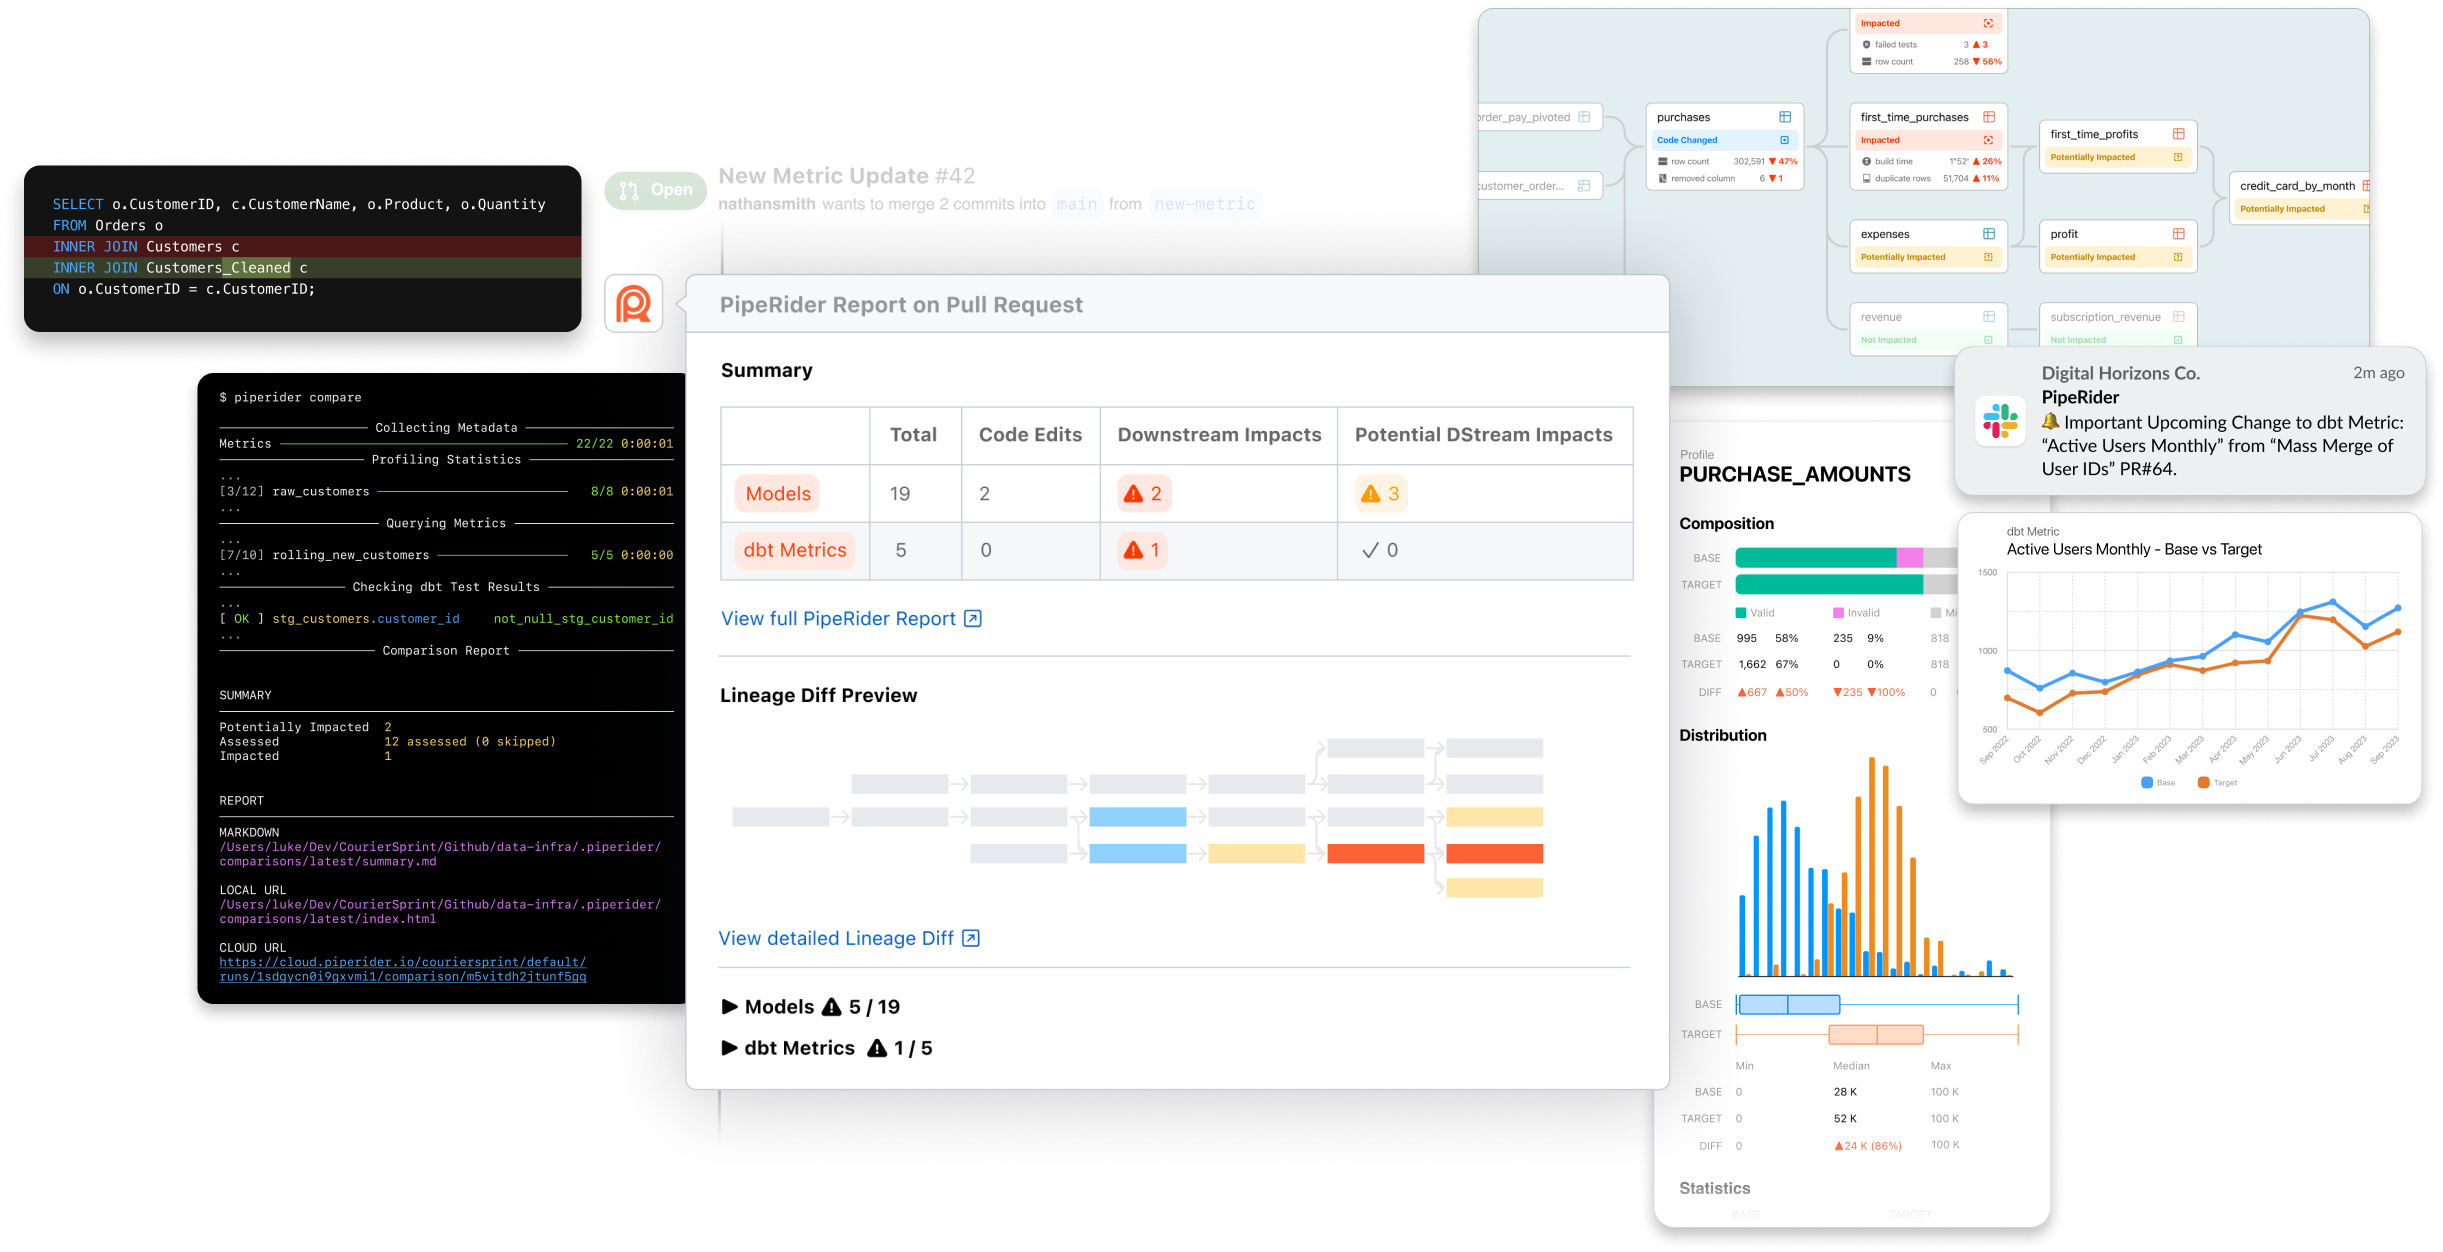 SELECT o.CustomerID, c.CustomerName, o.Product, o.Quantity
FROM Orders o
INNER JOIN Customers c
INNER JOIN Customers_Cleaned c
ON o.CustomerID = c.CustomerID;
Open
New Metric Update #42
nathansmith wants to merge 2 commits into main from new-metric
$ piperider compare
Collecting Metadata
Metrics 22/22 0:00:01
Profiling Statistics
...
[3/12] raw_customers 8/8 0:00:01
...
Querying Metrics
...
[7/10] rolling_new_customers 5/5 0:00:00
...
Checking dbt Test Results
...
[ OK ] stg_customers.customer_id not_null_stg_customer_id
...
Comparison Report
SUMMARY
Potentially Impacted 2
Assessed 12 assessed (0 skipped)
Impacted 1
REPORT
MARKDOWN
/Users/luke/Dev/CourierSprint/Github/data-infra/.piperider/
comparisons/latest/summary.md
LOCAL URL
/Users/luke/Dev/CourierSprint/Github/data-infra/.piperider/
comparisons/latest/index.html
CLOUD URL
https://cloud.piperider.io/couriersprint/default/
runs/1sdgycn0i9gxvmi1/comparison/m5vitdh2jtunf5gq
PipeRider Report on Pull Request
Summary
Total Code Edits Downstream Impacts Potential DStream Impacts
Models 19 2 2 3
dbt Metrics 5 0 1 0
View full PipeRider Report
Lineage Diff Preview
View detailed Lineage Diff
▶ Models 5 / 19
▶ dbt Metrics 1 / 5
order_pay_pivoted
customer_order...
purchases
Code Changed
row count 302,591 ▼ 47%
removed column 6 ▼ 1
Impacted
failed tests 3 ▲ 3
row count 258 ▼ 56%
first_time_purchases
Impacted
build time 1"52' ▲ 26%
duplicate rows 51,704 ▲ 11%
expenses
Potentially Impacted
revenue
Not Impacted
first_time_profits
Potentially Impacted
profit
Potentially Impacted
subscription_revenue
Not Impacted
credit_card_by_month
Potentially Impacted
Digital Horizons Co. 2m ago
PipeRider
🔔 Important Upcoming Change to dbt Metric:
“Active Users Monthly” from “Mass Merge of
User IDs” PR#64.
Profile
PURCHASE_AMOUNTS
Composition
BASE
TARGET
Valid Invalid Mi
BASE 995 58% 235 9% 818
TARGET 1,662 67% 0 0% 818
DIFF ▲667 ▲50% ▼235 ▼100% 0
Distribution
BASE
TARGET
Min Median Max
BASE 0 28 K 100 K
TARGET 0 52 K 100 K
DIFF 0 ▲24 K (86%) 100 K
Statistics
BASE TARGET
dbt Metric
Active Users Monthly - Base vs Target
1500
1000
500
Sep 2022 Oct 2022 Nov 2022 Dec 2022 Jan 2023 Feb 2023 Mar 2023 Apr 2023 May 2023 Jun 2023 Jul 2023 Aug 2023 Sep 2023
Base Target